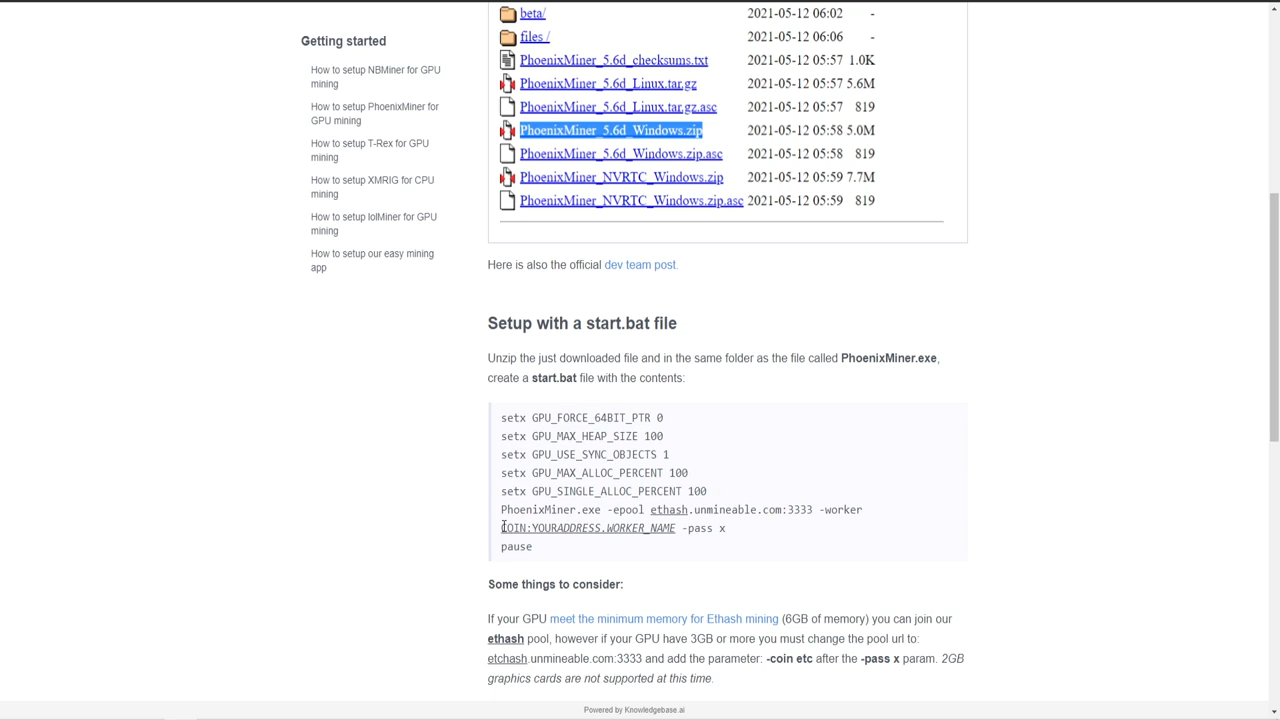 Getting started
How to setup NBMiner for GPU
mining
How to setup PhoenixMiner for
GPU mining
How to setup T-Rex for GPU
mining
How to setup XMRIG for CPU
mining
How to setup lolMiner for GPU
mining
How to setup our easy mining
app
beta/ 2021-05-12 06:02 -
files / 2021-05-12 06:06 -
PhoenixMiner_5.6d_checksums.txt 2021-05-12 05:57 1.0K
PhoenixMiner_5.6d_Linux.tar.gz 2021-05-12 05:57 5.6M
PhoenixMiner_5.6d_Linux.tar.gz.asc 2021-05-12 05:57 819
PhoenixMiner_5.6d_Windows.zip 2021-05-12 05:58 5.0M
PhoenixMiner_5.6d_Windows.zip.asc 2021-05-12 05:58 819
PhoenixMiner_NVRTC_Windows.zip 2021-05-12 05:59 7.7M
PhoenixMiner_NVRTC_Windows.zip.asc 2021-05-12 05:59 819
Here is also the official dev team post.
Setup with a start.bat file
Unzip the just downloaded file and in the same folder as the file called PhoenixMiner.exe,
create a start.bat file with the contents:
setx GPU_FORCE_64BIT_PTR 0
setx GPU_MAX_HEAP_SIZE 100
setx GPU_USE_SYNC_OBJECTS 1
setx GPU_MAX_ALLOC_PERCENT 100
setx GPU_SINGLE_ALLOC_PERCENT 100
PhoenixMiner.exe -epool ethash.unmineable.com:3333 -worker
COIN:YOURADDRESS.WORKER_NAME -pass x
pause
Some things to consider:
If your GPU meet the minimum memory for Ethash mining (6GB of memory) you can join our
ethash pool, however if your GPU have 3GB or more you must change the pool url to:
etchash.unmineable.com:3333 and add the parameter: -coin etc after the -pass x param. 2GB
graphics cards are not supported at this time.
Powered by Knowledgebase.ai